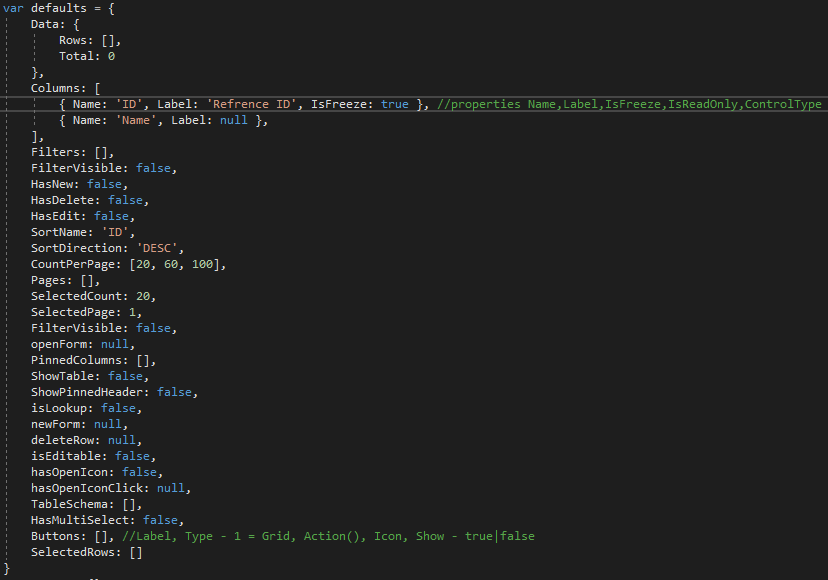 var defaults = {
Data: {
Rows: [],
Total: 0
},
Columns: [
{ Name: 'ID', Label: 'Refrence ID', IsFreeze: true }, //properties Name,Label,IsFreeze,IsReadOnly,ControlType
{ Name: 'Name', Label: null },
],
Filters: [],
FilterVisible: false,
HasNew: false,
HasDelete: false,
HasEdit: false,
SortName: 'ID',
SortDirection: 'DESC',
CountPerPage: [20, 60, 100],
Pages: [],
SelectedCount: 20,
SelectedPage: 1,
FilterVisible: false,
openForm: null,
PinnedColumns: [],
ShowTable: false,
ShowPinnedHeader: false,
isLookup: false,
newForm: null,
deleteRow: null,
isEditable: false,
hasOpenIcon: false,
hasOpenIconClick: null,
TableSchema: [],
HasMultiSelect: false,
Buttons: [], //Label, Type - 1 = Grid, Action(), Icon, Show - true|false
SelectedRows: []
}